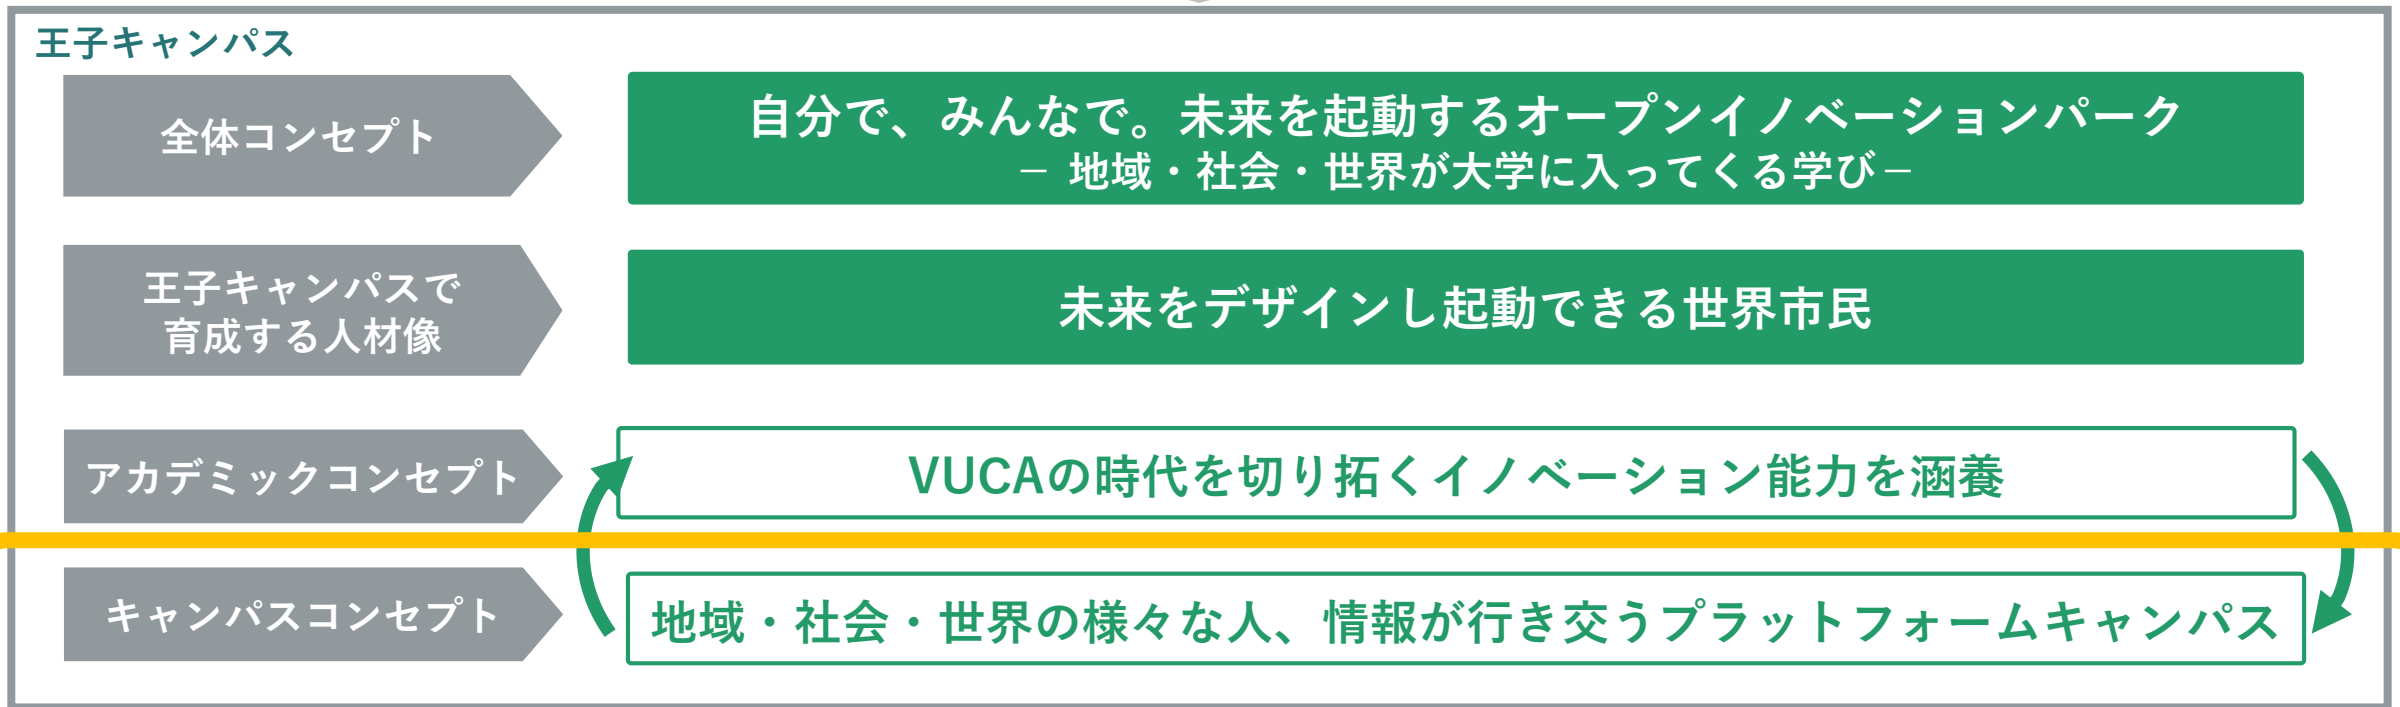 王子キャンパス
全体コンセプト
自分で、みんなで。未来を起動するオープンイノベーションパーク
― 地域・社会・世界が大学に入ってくる学び―
王子キャンパスで
育成する人材像
未来をデザインし起動できる世界市民
アカデミックコンセプト
VUCAの時代を切り拓くイノベーション能力を涵養
キャンパスコンセプト
地域・社会・世界の様々な人、情報が行き交うプラットフォームキャンパス